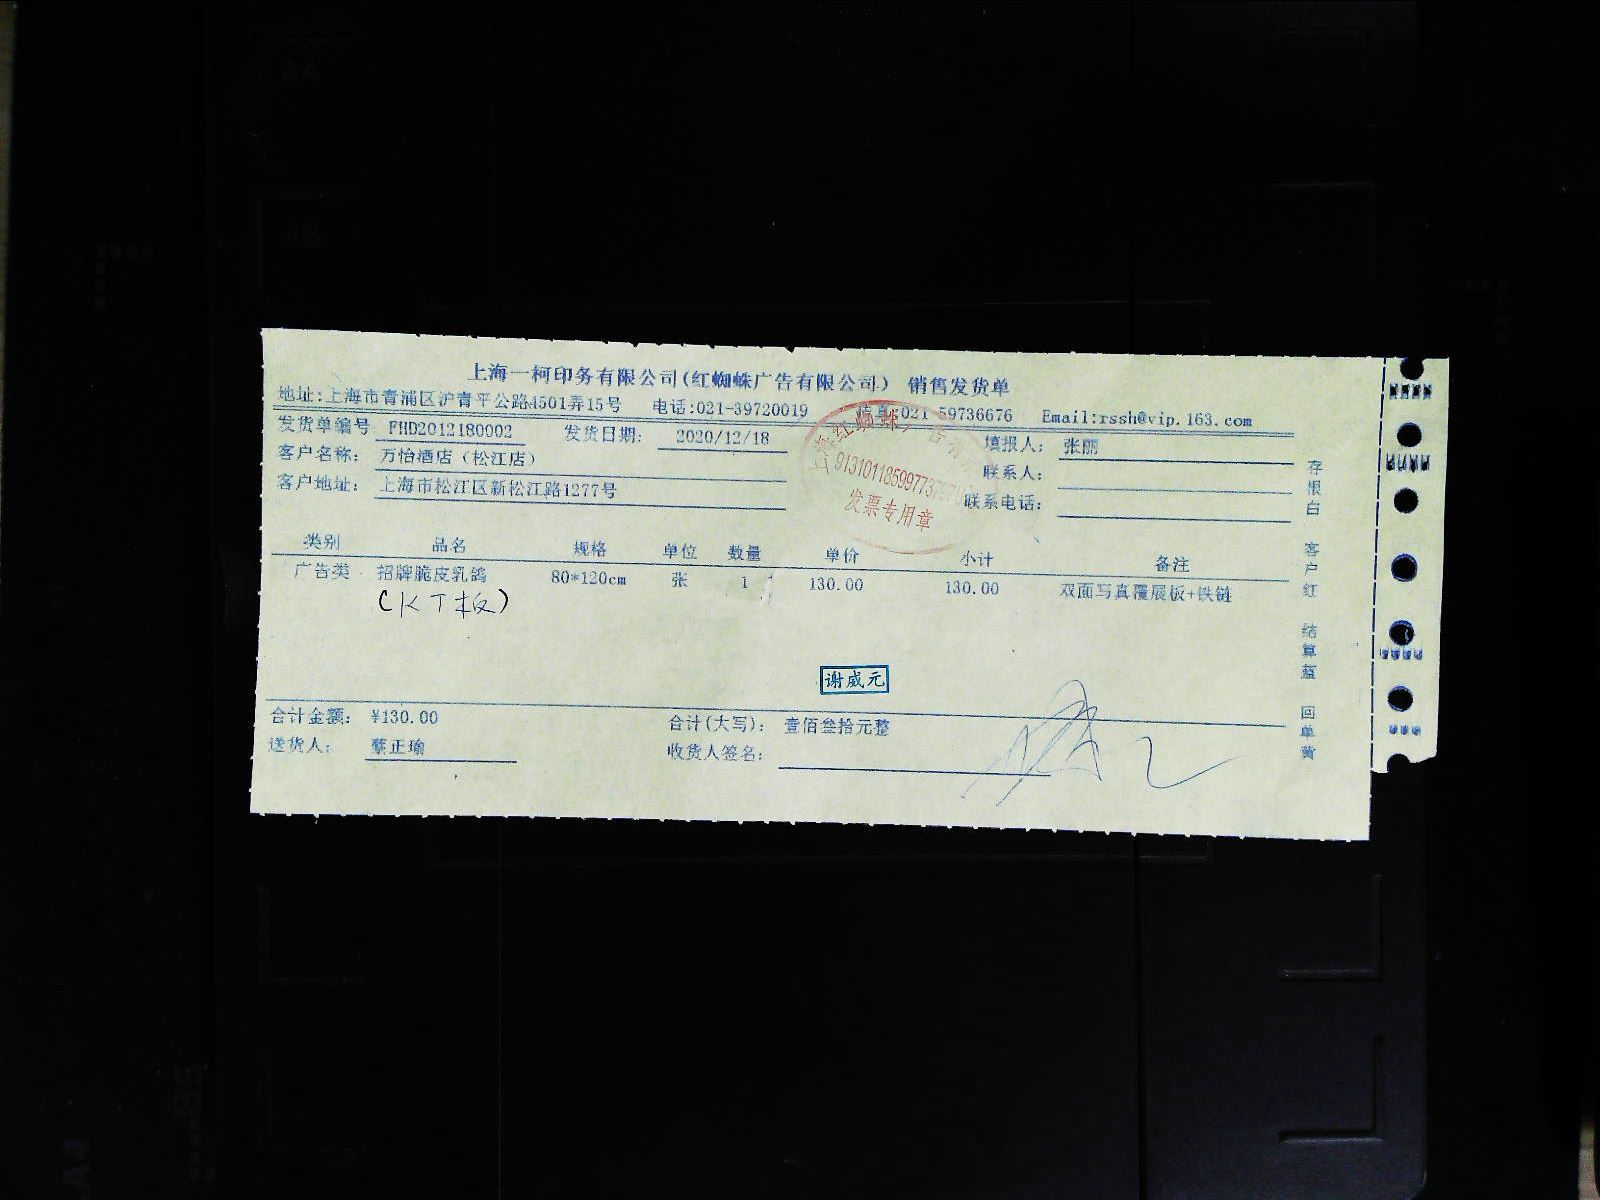 上海一柯印务有限公司(红蜘蛛广告有限公司) 销售发货单
地址:上海市青浦区沪青平公路4501弄15号 电话:021-39720019 传真:021-59736676 Email:rssh@vip.163.com
发货单编号 FHD2012180002 发货日期: 2020/12/18 填报人: 张丽
客户名称: 万怡酒店(松江店) 联系人:
客户地址: 上海市松江区新松江路1277号 联系电话:
发票专用章
类别 品名 规格 单位 数量 单价 小计 备注
广告类 招牌脆皮乳鸽 80*120cm 张 1 130.00 130.00 双面写真覆展板+铁链
(KT板)
谢威元
合计金额: ¥130.00 合计(大写): 壹佰叁拾元整
送货人: 蔡正瑜 收货人签名:
存根白 客户红 结算蓝 回单黄